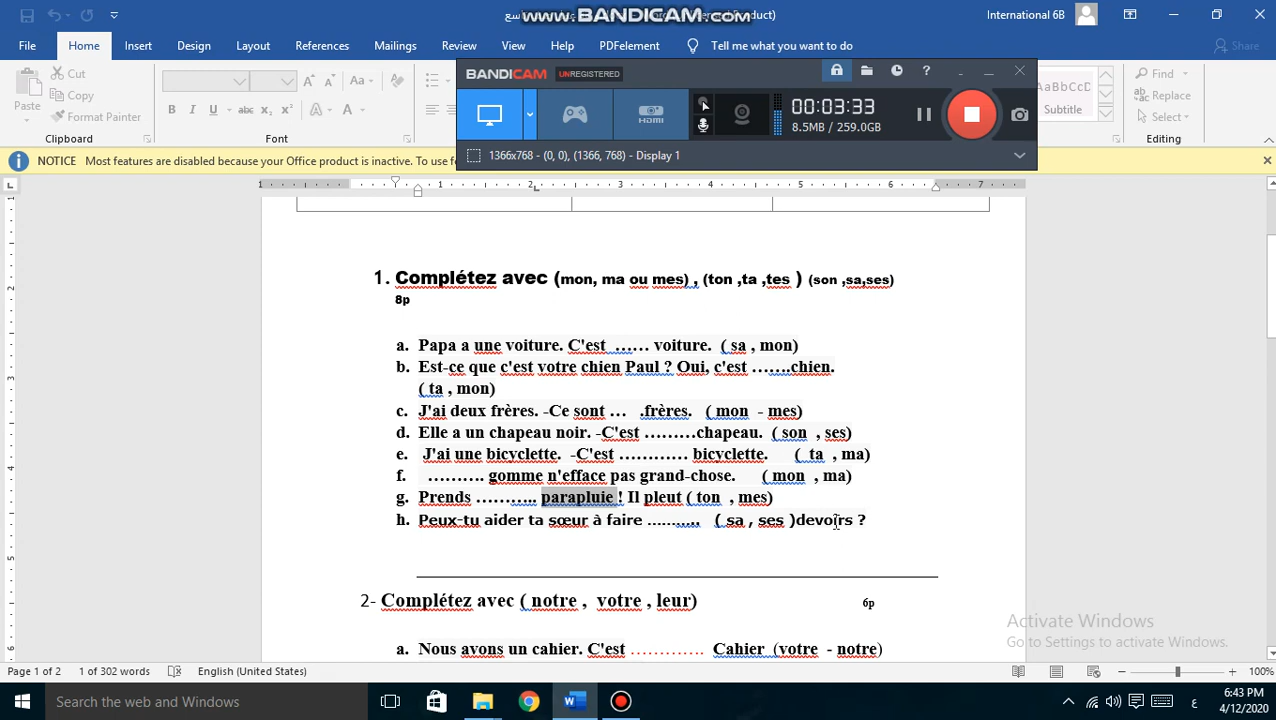 www.BANDICAM.com
سع
t Product)
International 6B
File Home Insert Design Layout References Mailings Review View Help PDFelement Tell me what you want to do Share
Paste
Cut
Copy
Format Painter
Clipboard
Font
BANDICAM UNREGISTERED
HDMI
00:03:33
8.5MB / 259.0GB
1366x768 - (0, 0), (1366, 768) - Display 1
AaBbCcD
Subtitle
Find
Replace
Select
Editing
NOTICE Most features are disabled because your Office product is inactive. To use f
1. Complétez avec (mon, ma ou mes) , (ton ,ta ,tes ) (son ,sa,ses)
8p
a. Papa a une voiture. C'est …… voiture. ( sa , mon)
b. Est-ce que c'est votre chien Paul ? Oui, c'est …….chien.
( ta , mon)
c. J'ai deux frères. -Ce sont … .frères. ( mon - mes)
d. Elle a un chapeau noir. -C'est ………chapeau. ( son , ses)
e. J'ai une bicyclette. -C'est ………… bicyclette. ( ta , ma)
f. ………. gomme n'efface pas grand-chose. ( mon , ma)
g. Prends ……….. parapluie ! Il pleut ( ton , mes)
h. Peux-tu aider ta sœur à faire ……….. ( sa , ses )devoirs ?
2- Complétez avec ( notre , votre , leur) 6p
a. Nous avons un cahier. C'est …………. Cahier (votre - notre)
Activate Windows
Go to Settings to activate Windows.
Page 1 of 2 1 of 302 words English (United States) 100%
Search the web and Windows
ع
6:43 PM
4/12/2020